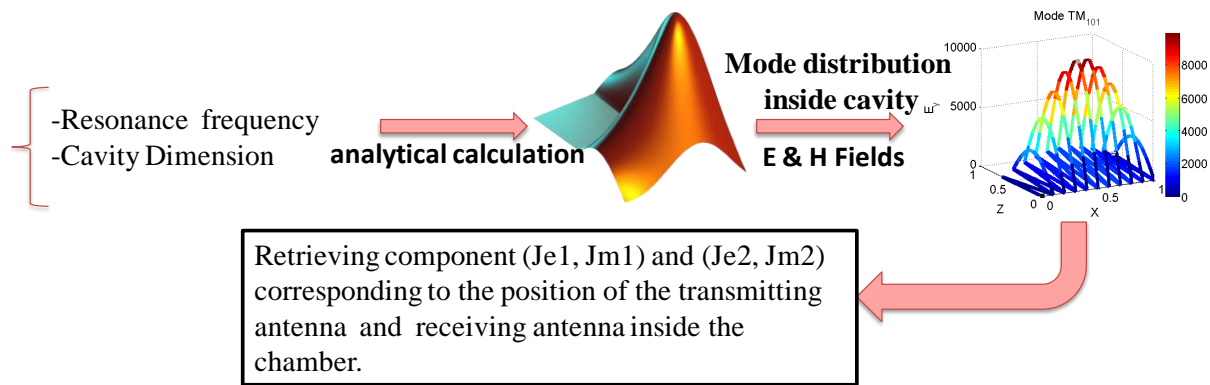 -Resonance frequency
-Cavity Dimension
analytical calculation
Mode distribution
inside cavity
E & H Fields
Mode TM101
10000
5000
0
Ey
1
0.5
0
Z
0
0.5
1
X
8000
6000
4000
2000
0
Retrieving component (Je1, Jm1) and (Je2, Jm2)
corresponding to the position of the transmitting
antenna and receiving antenna inside the
chamber.